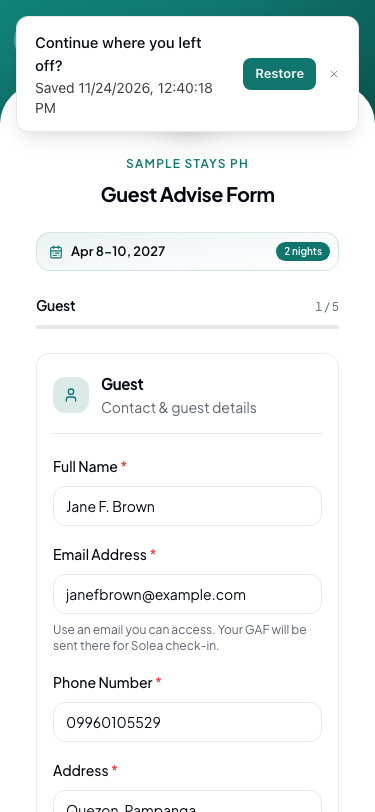 Continue where you left
off?
Saved 11/24/2026, 12:40:18
PM
Restore
SAMPLE STAYS PH
Guest Advise Form
Apr 8–10, 2027
2 nights
Guest
1 / 5
Guest
Contact & guest details
Full Name *
Jane F. Brown
Email Address *
janefbrown@example.com
Use an email you can access. Your GAF will be
sent there for Solea check-in.
Phone Number *
09960105529
Address *
Quezon, Pampanga